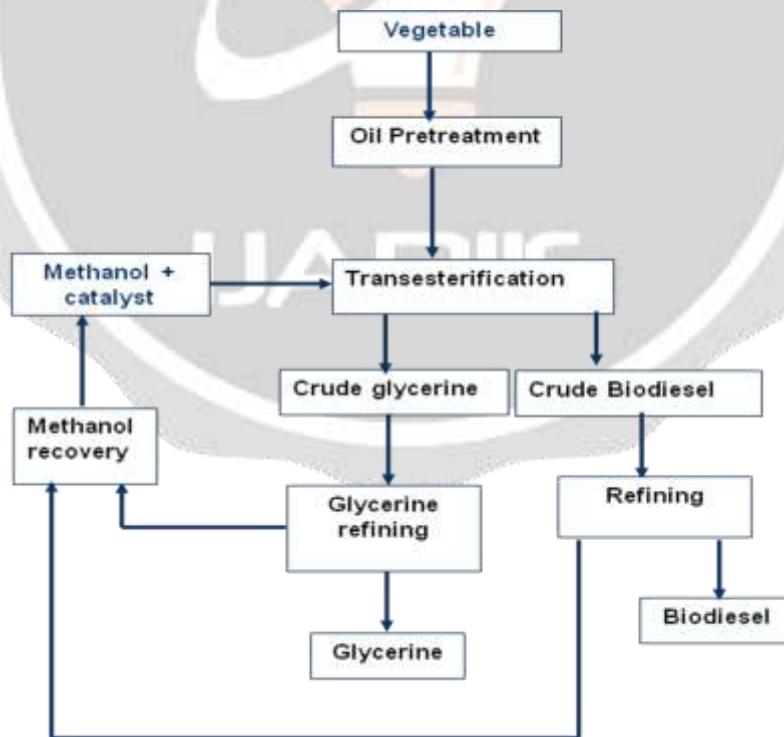 Vegetable
Oil Pretreatment
Methanol +
catalyst
Transesterification
Crude glycerine
Crude Biodiesel
Methanol
recovery
Glycerine
refining
Refining
Biodiesel
Glycerine